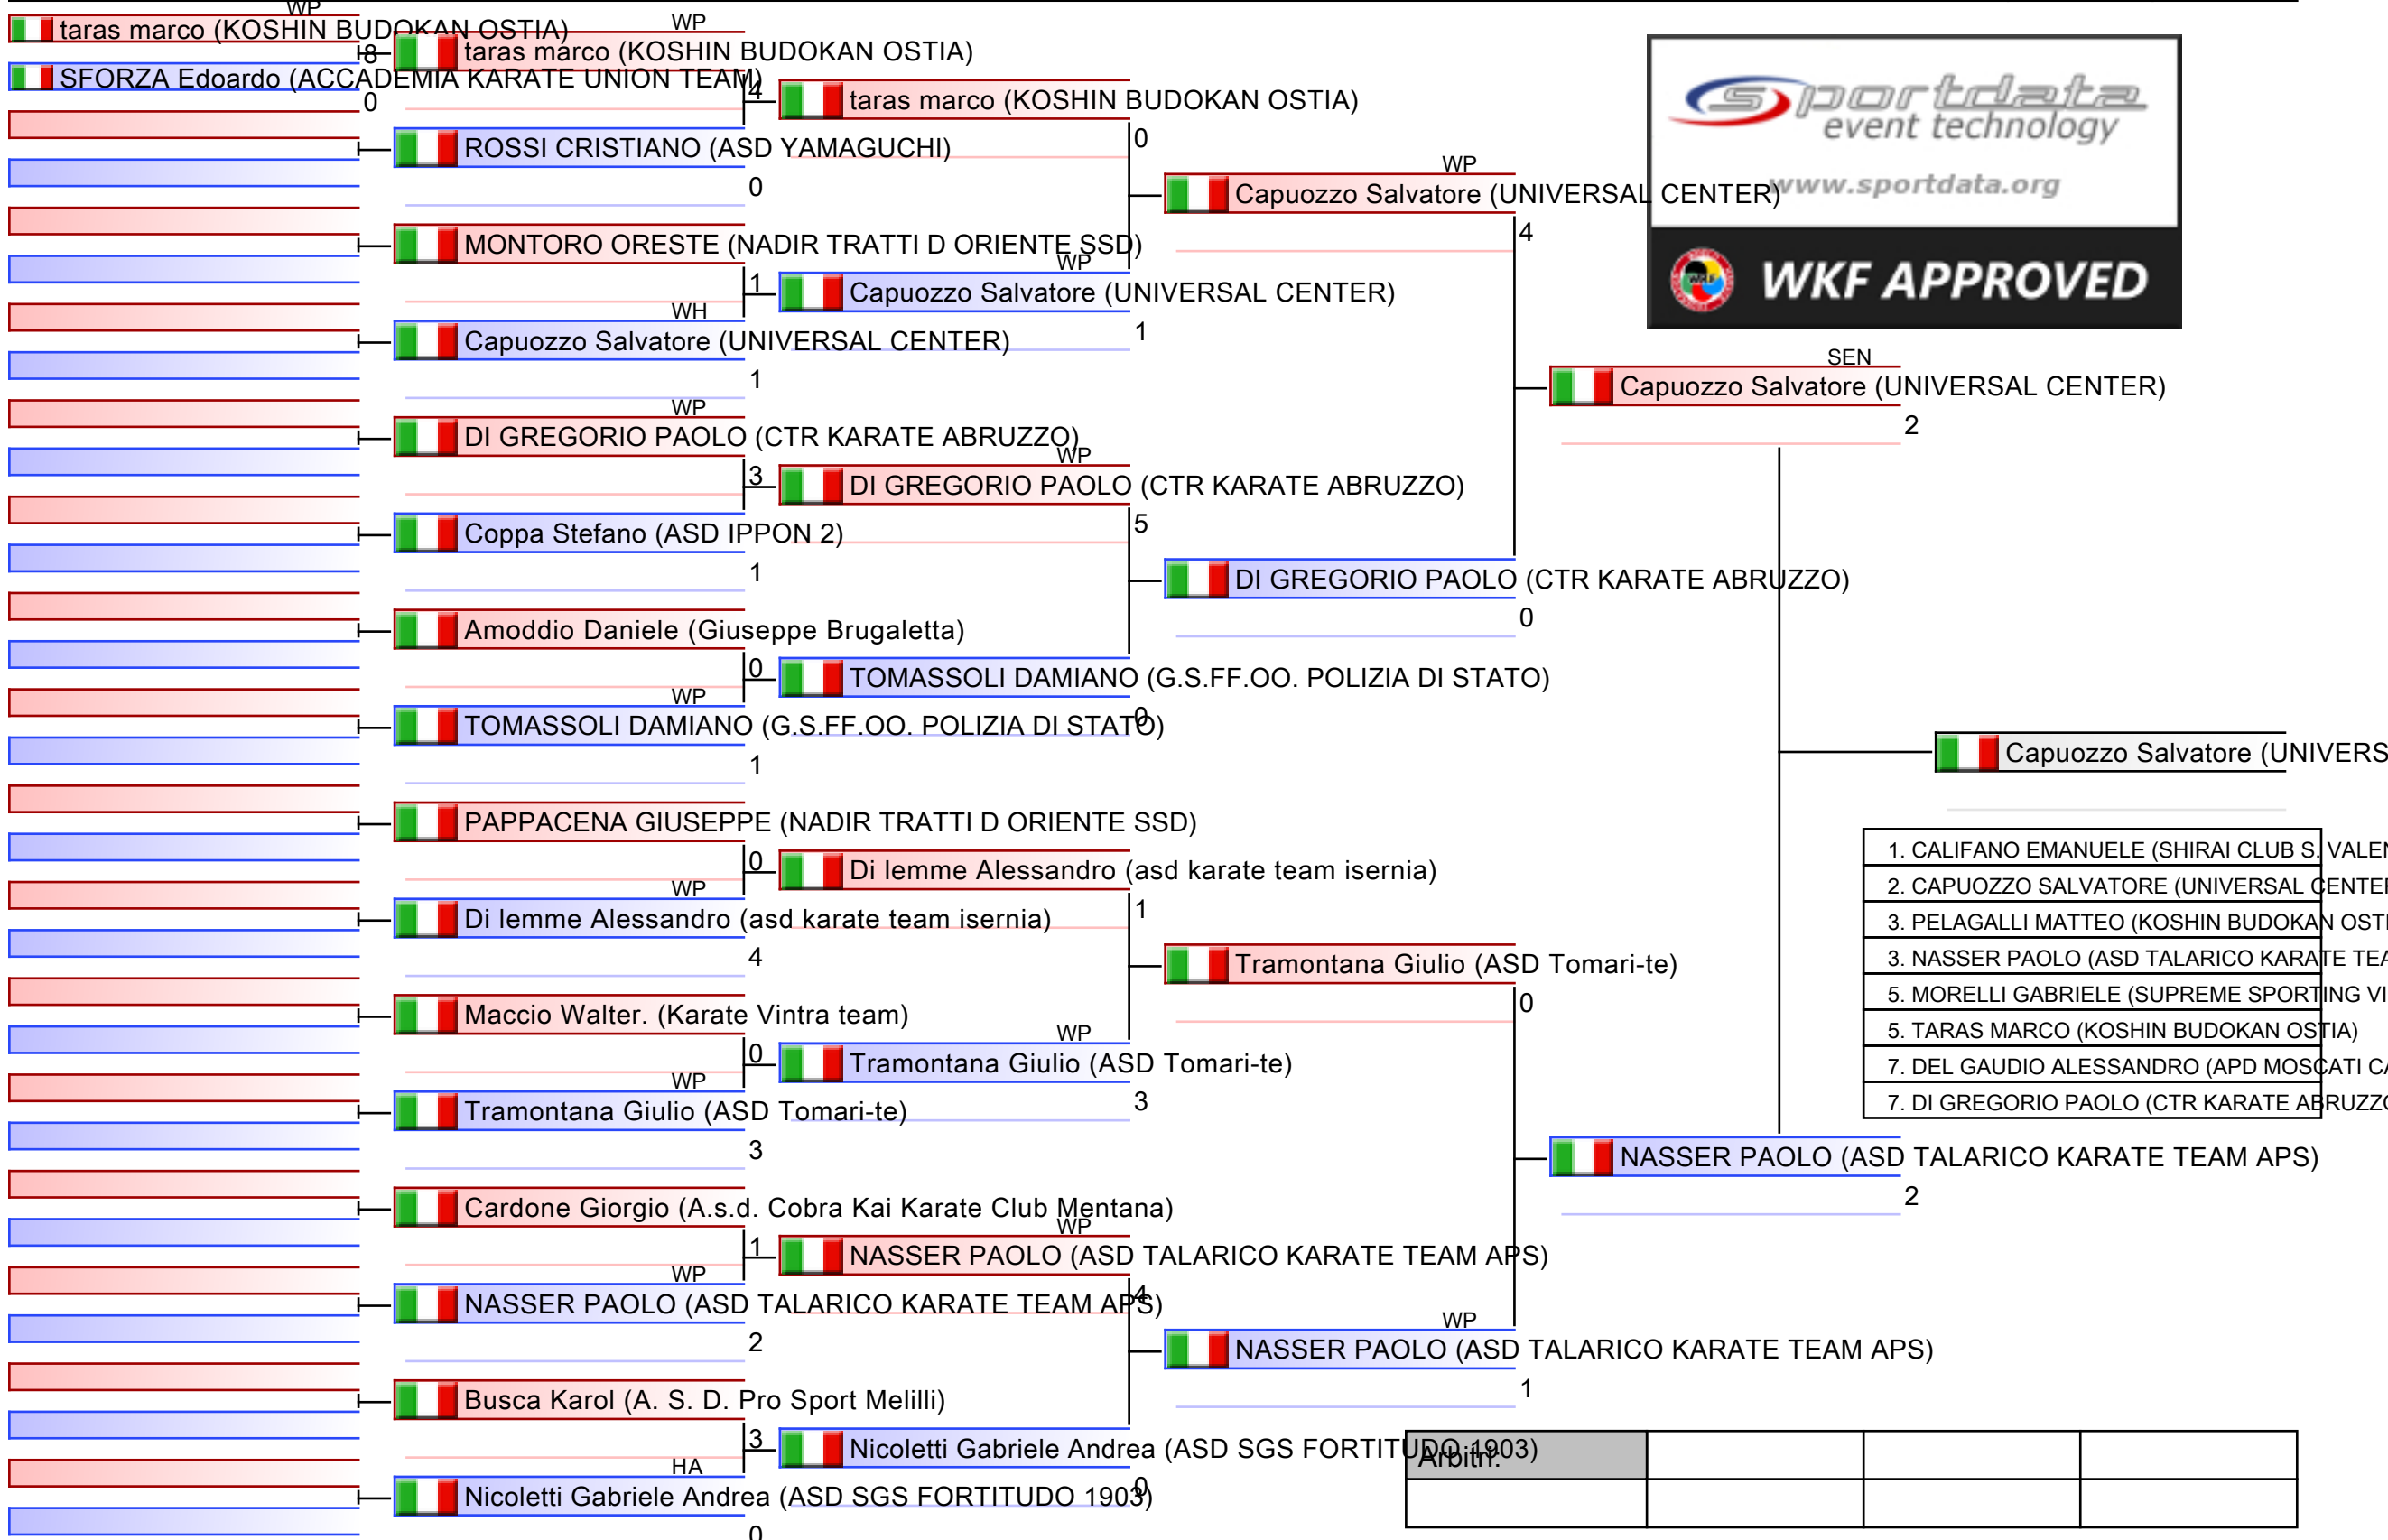 WP
taras marco (KOSHIN BUDOKAN OSTIA)
8
SFORZA Edoardo (ACCADEMIA KARATE UNION TEAM)
0
WP
taras marco (KOSHIN BUDOKAN OSTIA)
4
ROSSI CRISTIANO (ASD YAMAGUCHI)
0
MONTORO ORESTE (NADIR TRATTI D ORIENTE SSD)
1
WH
Capuozzo Salvatore (UNIVERSAL CENTER)
1
WP
DI GREGORIO PAOLO (CTR KARATE ABRUZZO)
3
Coppa Stefano (ASD IPPON 2)
1
Amoddio Daniele (Giuseppe Brugaletta)
0
WP
TOMASSOLI DAMIANO (G.S.FF.OO. POLIZIA DI STATO)
1
PAPPACENA GIUSEPPE (NADIR TRATTI D ORIENTE SSD)
0
WP
Di lemme Alessandro (asd karate team isernia)
4
Maccio Walter. (Karate Vintra team)
0
WP
Tramontana Giulio (ASD Tomari-te)
3
Cardone Giorgio (A.s.d. Cobra Kai Karate Club Mentana)
1
WP
NASSER PAOLO (ASD TALARICO KARATE TEAM APS)
2
Busca Karol (A. S. D. Pro Sport Melilli)
3
HA
Nicoletti Gabriele Andrea (ASD SGS FORTITUDO 1903)
0
taras marco (KOSHIN BUDOKAN OSTIA)
0
WP
Capuozzo Salvatore (UNIVERSAL CENTER)
1
WP
DI GREGORIO PAOLO (CTR KARATE ABRUZZO)
5
TOMASSOLI DAMIANO (G.S.FF.OO. POLIZIA DI STATO)
0
Di lemme Alessandro (asd karate team isernia)
1
WP
Tramontana Giulio (ASD Tomari-te)
3
WP
NASSER PAOLO (ASD TALARICO KARATE TEAM APS)
4
Nicoletti Gabriele Andrea (ASD SGS FORTITUDO 1903)
0
WP
Capuozzo Salvatore (UNIVERSAL CENTER)
4
DI GREGORIO PAOLO (CTR KARATE ABRUZZO)
0
Tramontana Giulio (ASD Tomari-te)
0
WP
NASSER PAOLO (ASD TALARICO KARATE TEAM APS)
1
SEN
Capuozzo Salvatore (UNIVERSAL CENTER)
2
NASSER PAOLO (ASD TALARICO KARATE TEAM APS)
2
Capuozzo Salvatore (UNIVERS
sportdata
event technology
www.sportdata.org
WKF APPROVED
1. CALIFANO EMANUELE (SHIRAI CLUB S. VALEN
2. CAPUOZZO SALVATORE (UNIVERSAL CENTER
3. PELAGALLI MATTEO (KOSHIN BUDOKAN OSTI
3. NASSER PAOLO (ASD TALARICO KARATE TEA
5. MORELLI GABRIELE (SUPREME SPORTING VI
5. TARAS MARCO (KOSHIN BUDOKAN OSTIA)
7. DEL GAUDIO ALESSANDRO (APD MOSCATI CA
7. DI GREGORIO PAOLO (CTR KARATE ABRUZZO
Arbitri: